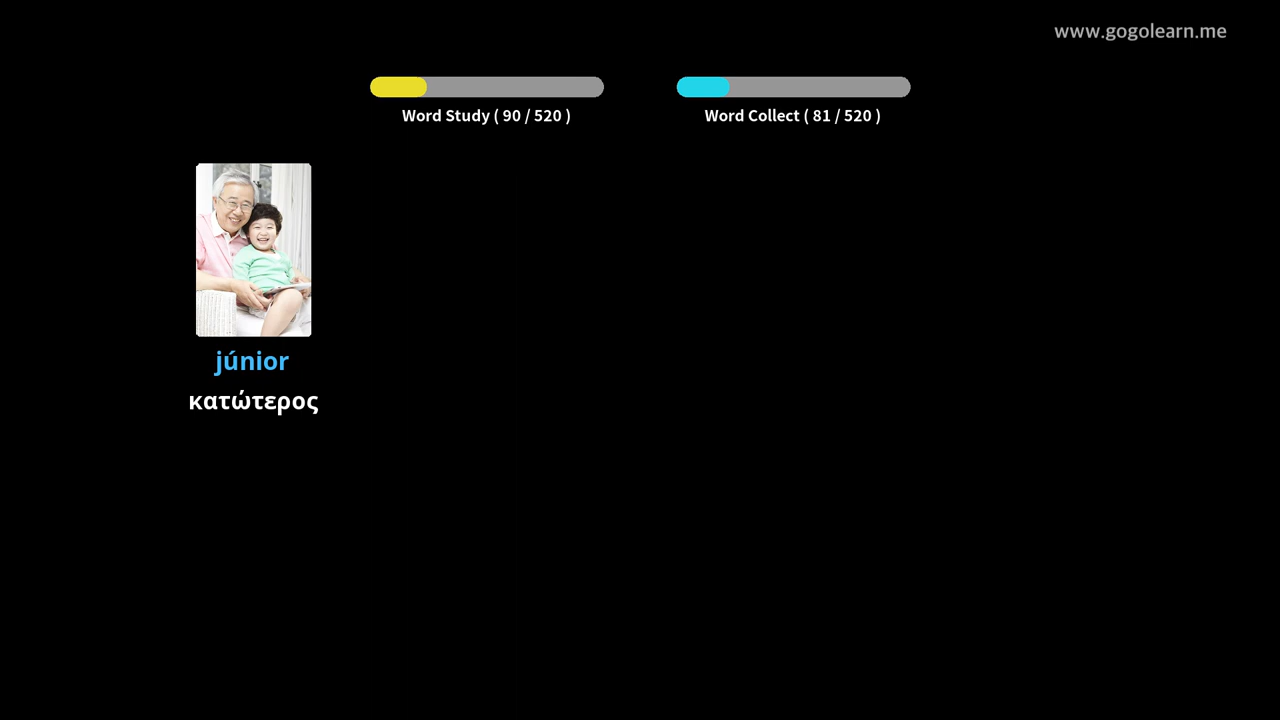 www.gogolearn.me
Word Study ( 90 / 520 )
Word Collect ( 81 / 520 )
júnior
κατώτερος